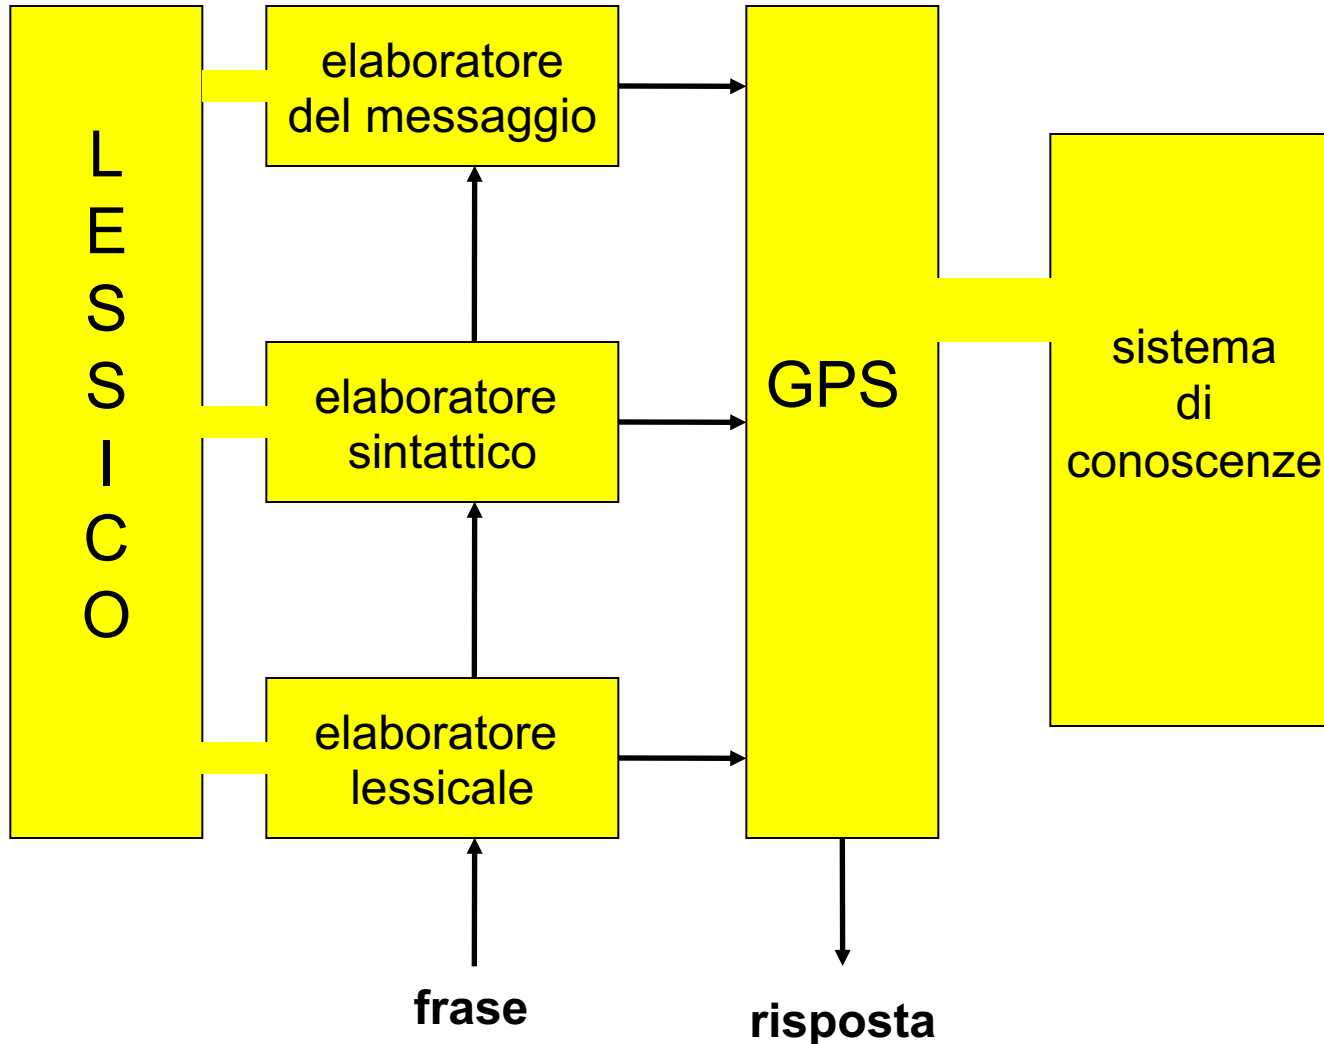 L
E
S
S
I
C
O
elaboratore
del messaggio
elaboratore
sintattico
elaboratore
lessicale
GPS
sistema
di
conoscenze
frase
risposta